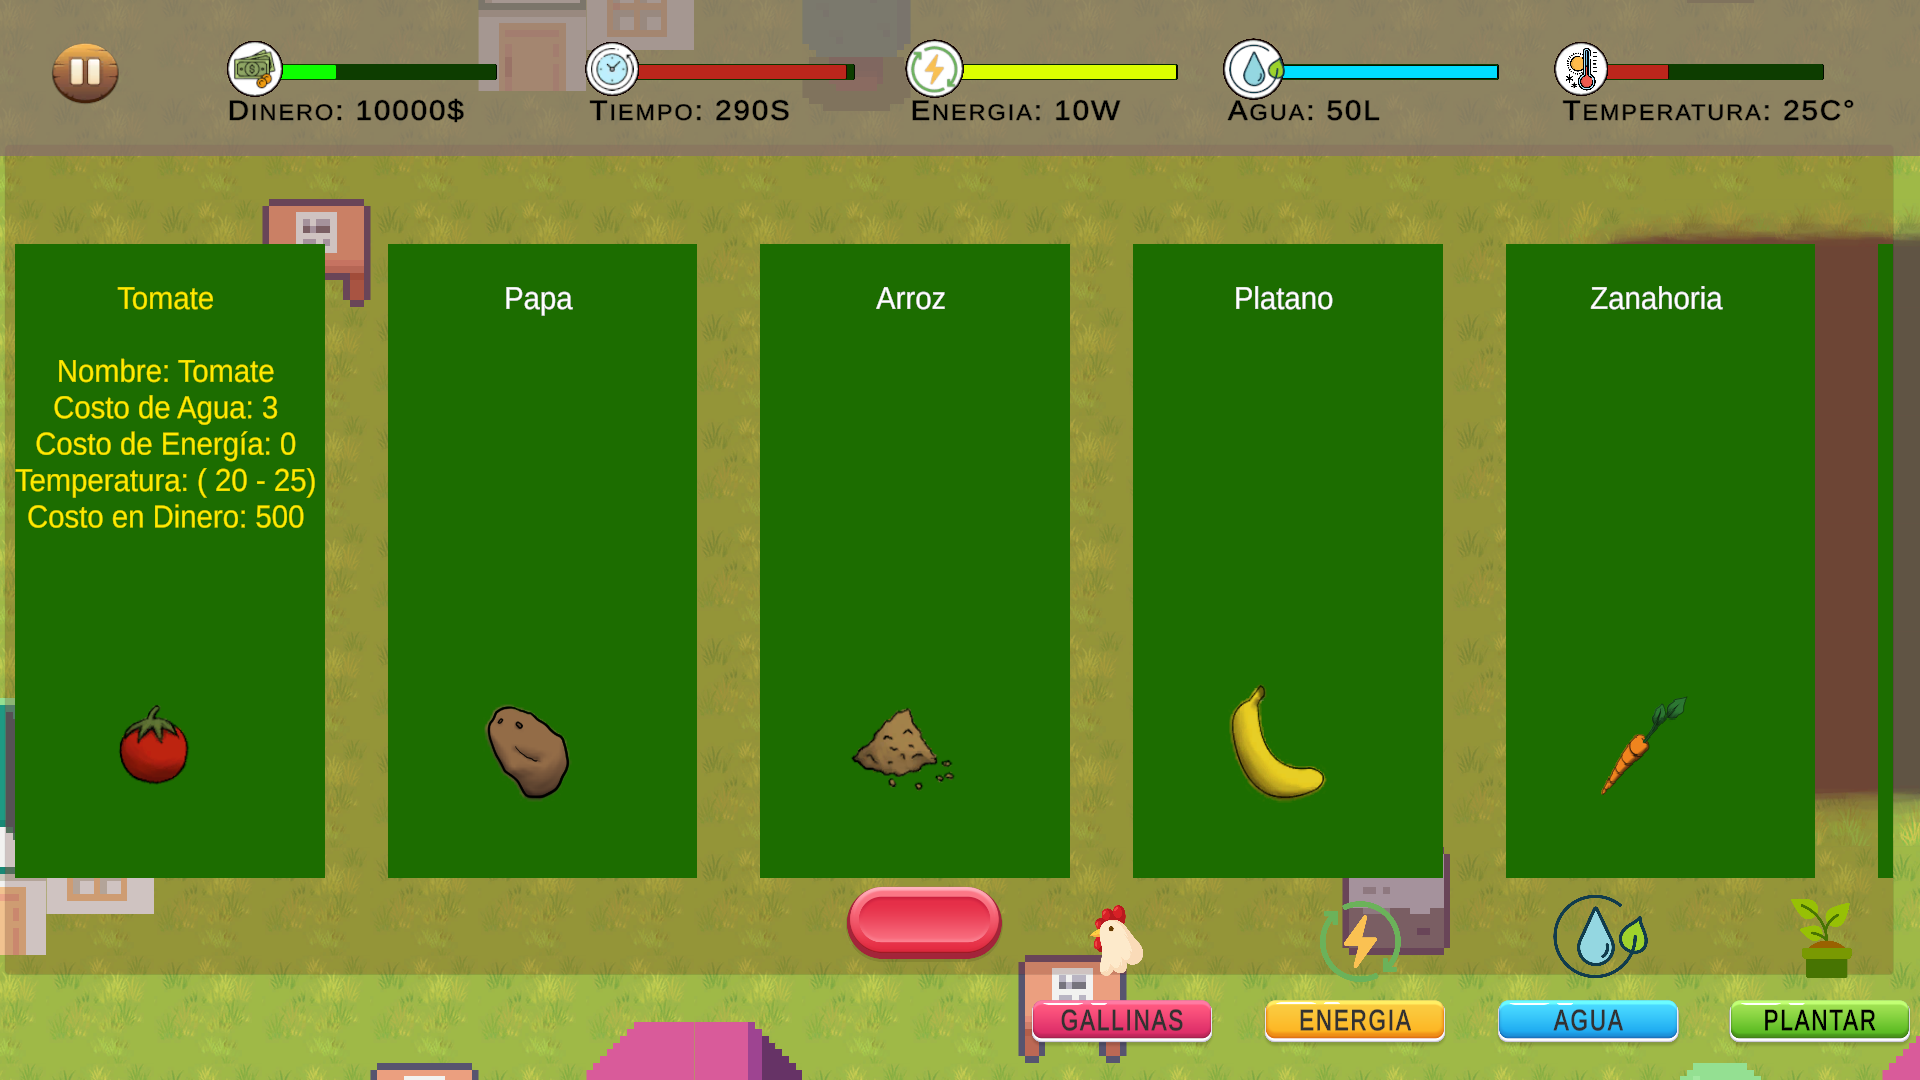 DINERO: 10000$
TIEMPO: 290S
ENERGIA: 10W
AGUA: 50L
TEMPERATURA: 25C°
Tomate
Nombre: Tomate
Costo de Agua: 3
Costo de Energía: 0
Temperatura: ( 20 - 25)
Costo en Dinero: 500
Papa
Arroz
Platano
Zanahoria
GALLINAS
ENERGIA
AGUA
PLANTAR